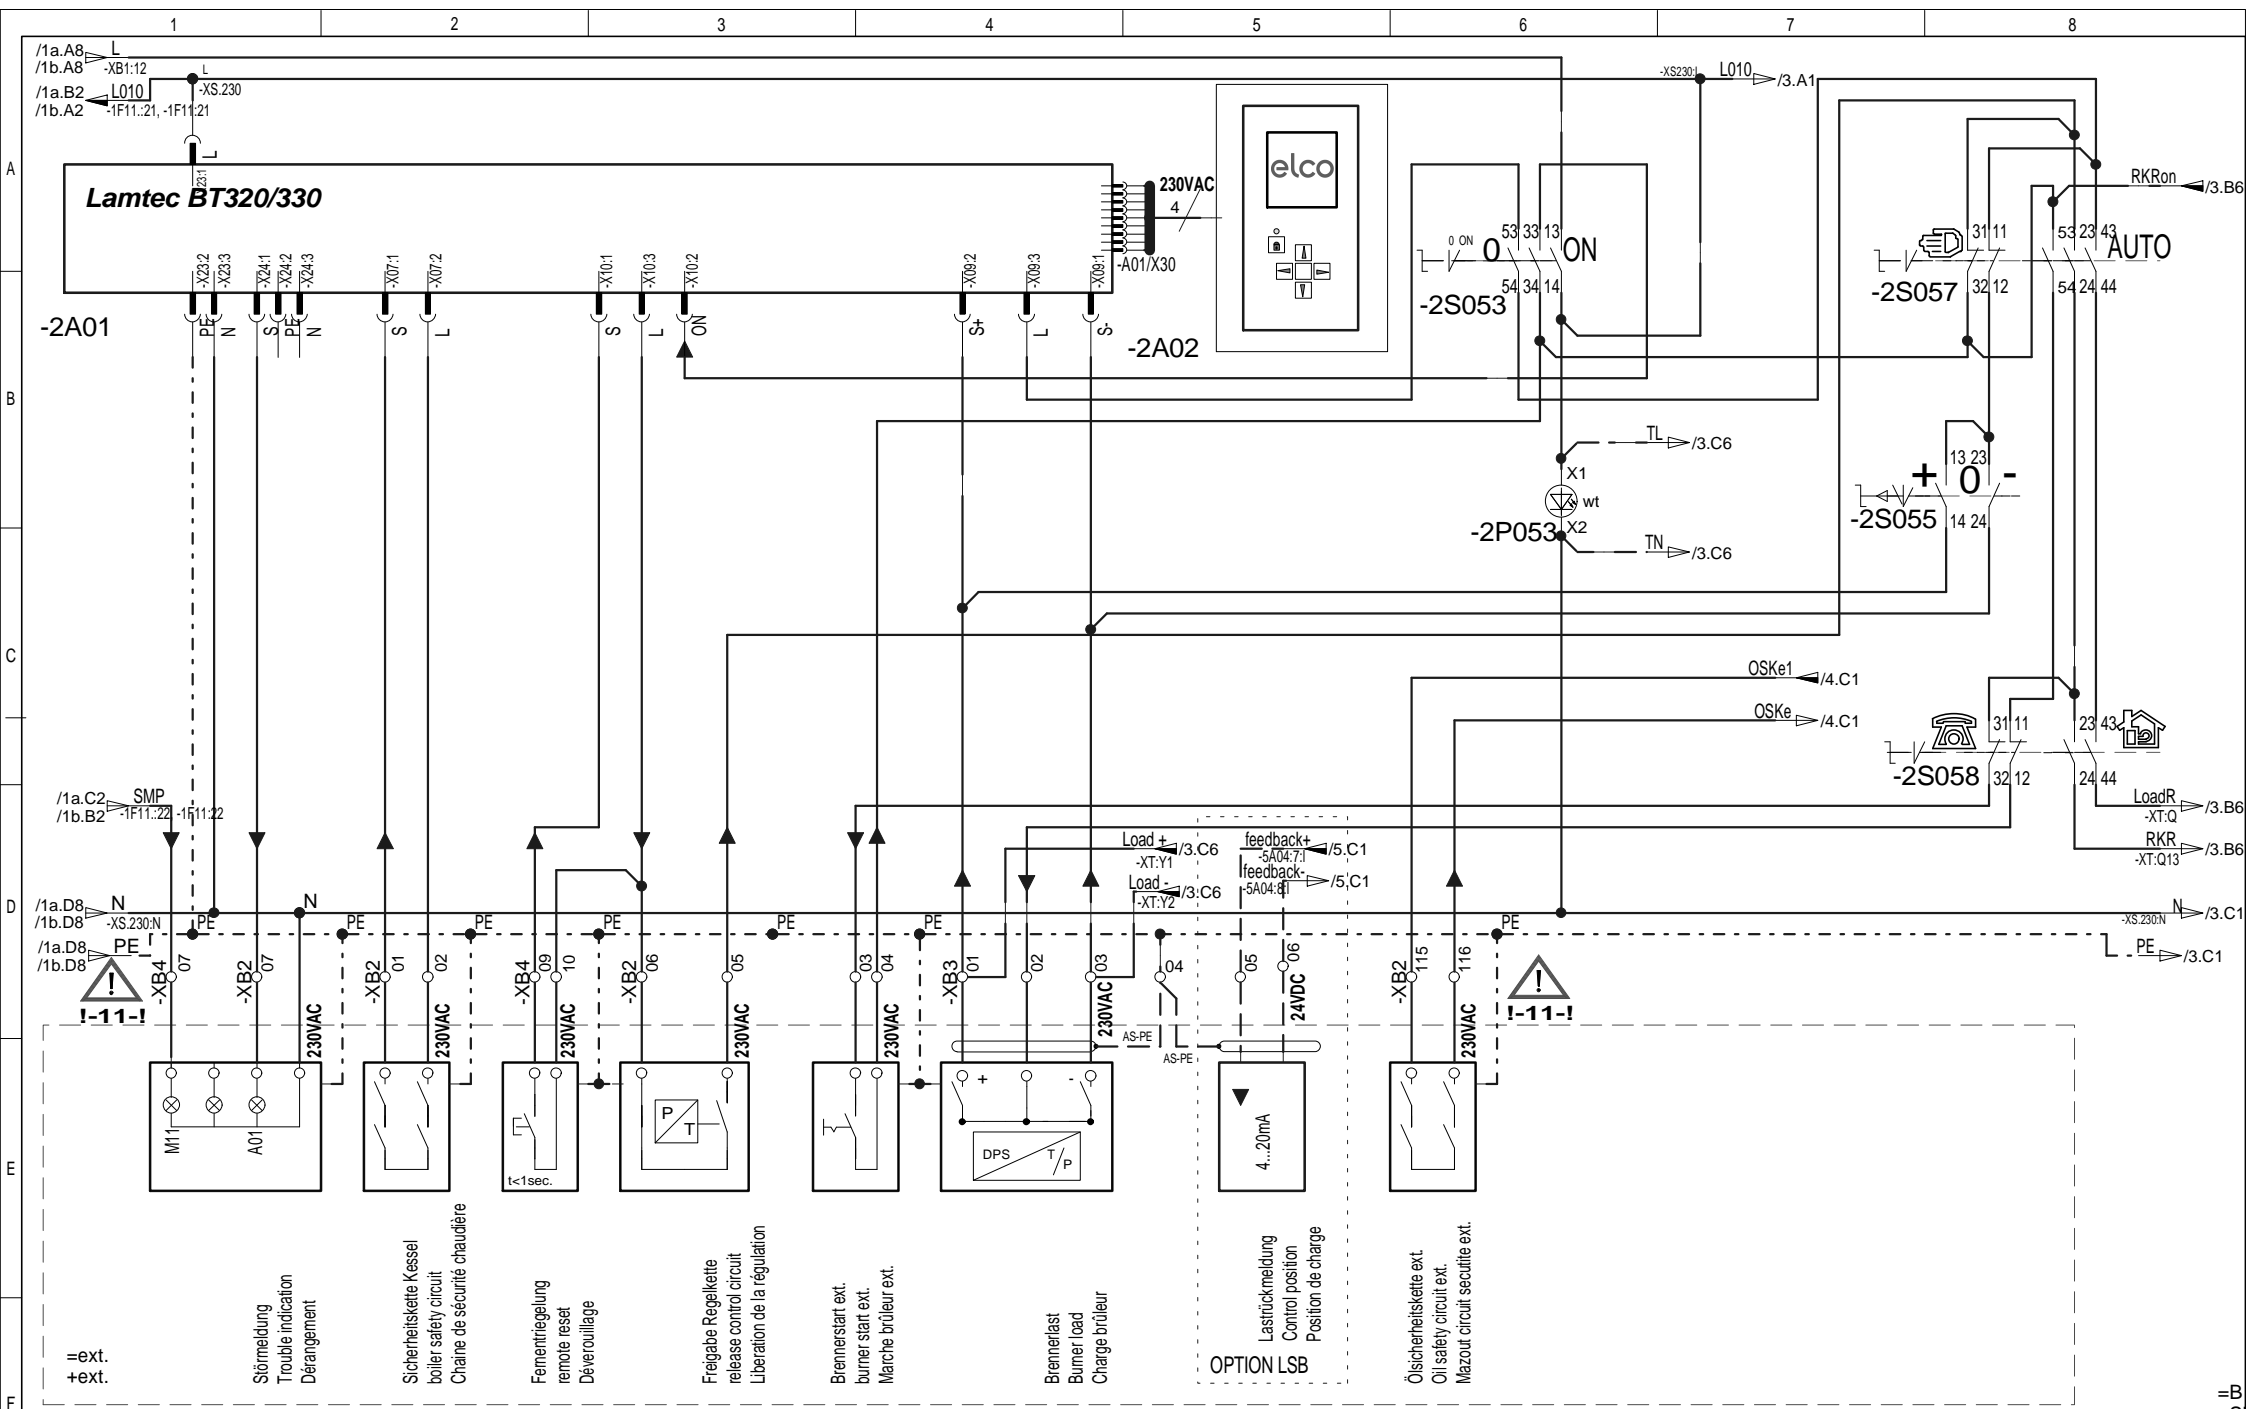 1 2 3 4 5 6 7 8
/1a.A8 L
/1b.A8 -XB1:12
L
-XS.230
/1a.B2 L010
/1b.A2 -1F11.:21, -1F11:21
-XS230:L L010 /3.A1
A
L
-X23:1
Lamtec BT320/330
230VAC
4
-A01/X30
elco
RKRon /3.B6
-X23:2 -X23:3 -X24:1 -X24:2 -X24:3 -X07:1 -X07:2 -X10:1 -X10:3 -X10:2 -X09:2 -X09:3 -X09:1
0 ON 0 53 33 13 ON
31 11 53 23 43 AUTO
54 34 14
32 12 54 24 44
-2S053
-2S057
-2A01
PE N S PE N S L S L ON S+ L S-
-2A02
B
TL /3.C6
X1
wt
X2
-2P053
TN /3.C6
13 23
+ 0 -
-2S055 14 24
C
OSKe1 /4.C1
OSKe /4.C1
31 11 23 43
-2S058 32 12 24 44
/1a.C2 SMP
/1b.B2 -1F11.:22, -1F11:22
LoadR /3.B6
-XT:Q
RKR /3.B6
-XT:Q13
Load + /3.C6
-XT:Y1
Load - /3.C6
-XT:Y2
feedback+ /5.C1
-5A04:7:I
feedback- /5.C1
-5A04:8:I
D
/1a.D8 N
/1b.D8 -XS.230:N
N
-XS.230:N N /3.C1
/1a.D8 PE
/1b.D8
PE PE PE PE PE PE PE
PE /3.C1
! !
!-11-! !-11-!
-XB4 07 -XB2 07 -XB2 01 02 -XB4 09 10 -XB2 06 05 03 04 -XB3 01 02 03 04 05 06 -XB2 115 116
230VAC 230VAC 230VAC 230VAC 230VAC 24VDC 230VAC
AS-PE AS-PE
E
M11 A01
t<1sec.
P
T
+ -
DPS T/P
4...20mA
Störmeldung
Trouble indication
Dérangement
Sicherheitskette Kessel
boiler safety circuit
Chaine de sécurité chaudière
Fernentriegelung
remote reset
Déverouillage
Freigabe Regelkette
release control circuit
Liberation de la régulation
Brennerstart ext.
burner start ext.
Marche brûleur ext.
Brennerlast
Burner load
Charge brûleur
Lastrückmeldung
Control position
Position de charge
OPTION LSB
Ölsicherheitskette ext.
Oil safety circuit ext.
Mazout circuit secutite ext.
=ext.
+ext.
F
=B